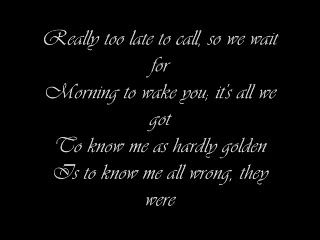 Really too late to call, so we wait
for
Morning to wake you; it's all we
got
To know me as hardly golden
Is to know me all wrong, they
were